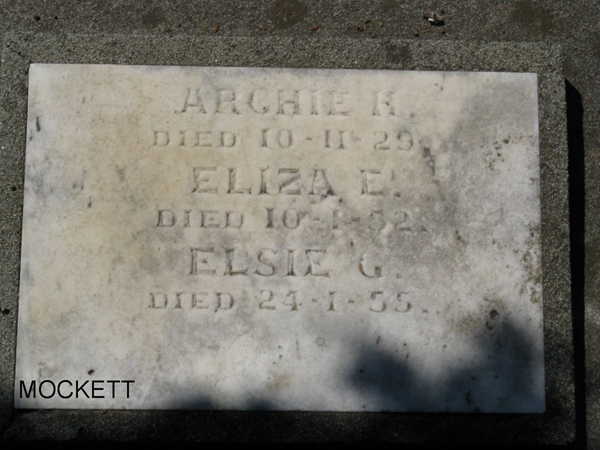 ARCHIE H.
DIED 10-11-29.
ELIZA E.
DIED 10-1-52.
ELSIE G.
DIED 24-1-55.
MOCKETT